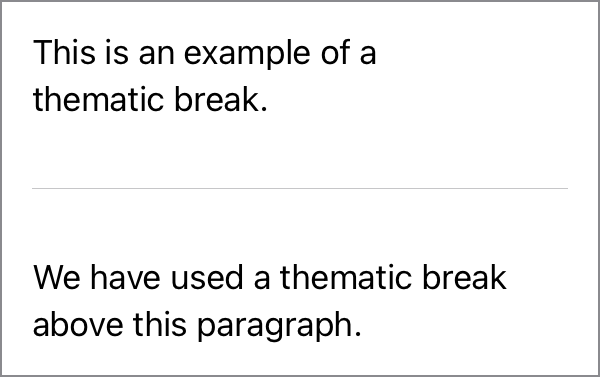 This is an example of a
thematic break.
We have used a thematic break
above this paragraph.